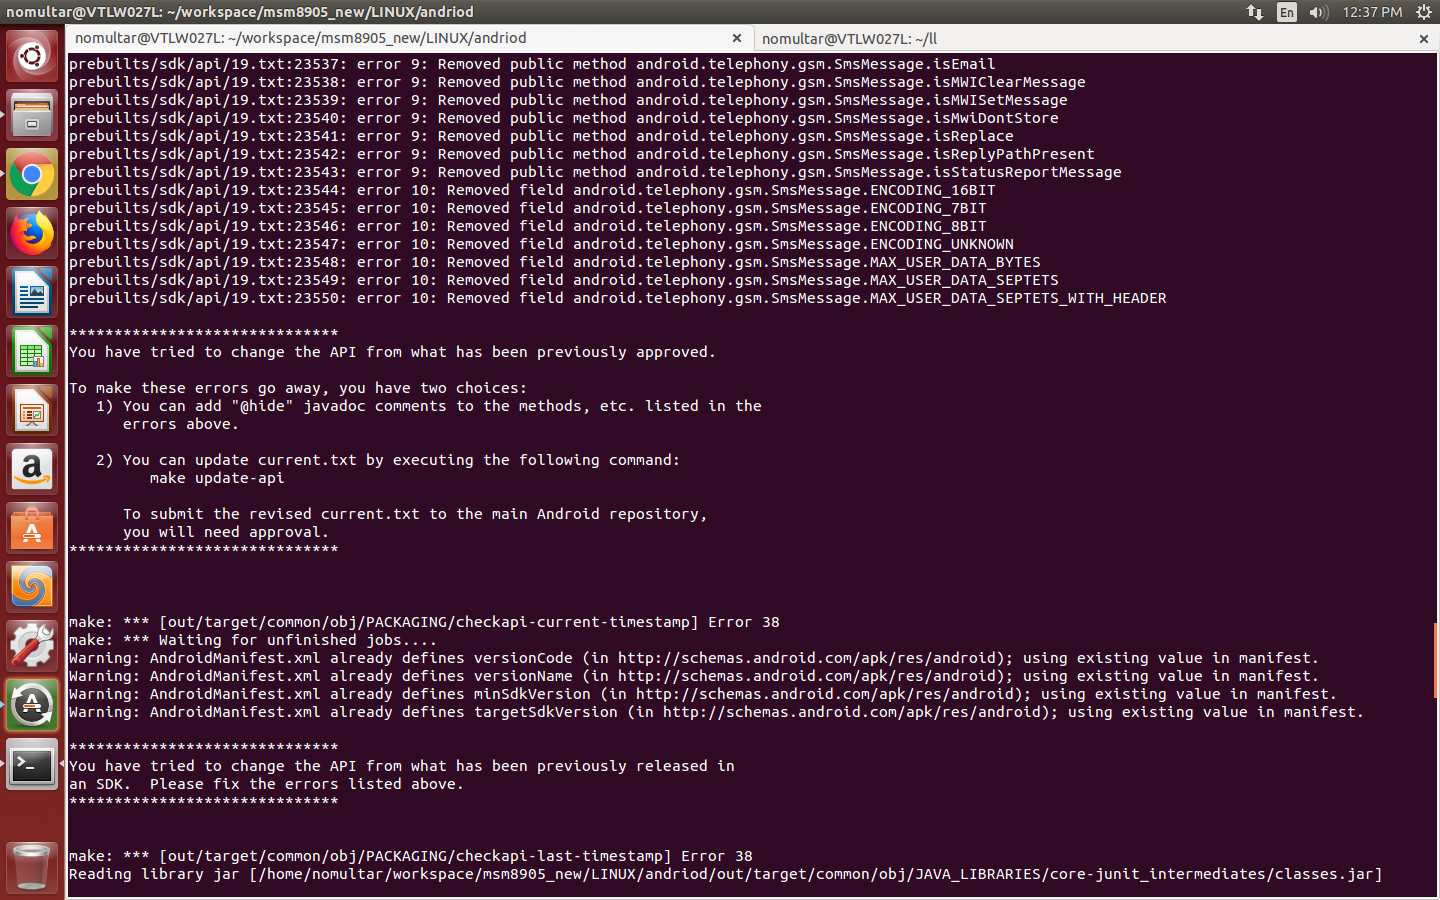 nomultar@VTLW027L: ~/workspace/msm8905_new/LINUX/andriod
En
12:37 PM
nomultar@VTLW027L: ~/workspace/msm8905_new/LINUX/andriod × nomultar@VTLW027L: ~/ll ×
prebuilts/sdk/api/19.txt:23537: error 9: Removed public method android.telephony.gsm.SmsMessage.isEmail
prebuilts/sdk/api/19.txt:23538: error 9: Removed public method android.telephony.gsm.SmsMessage.isMWIClearMessage
prebuilts/sdk/api/19.txt:23539: error 9: Removed public method android.telephony.gsm.SmsMessage.isMWISetMessage
prebuilts/sdk/api/19.txt:23540: error 9: Removed public method android.telephony.gsm.SmsMessage.isMwiDontStore
prebuilts/sdk/api/19.txt:23541: error 9: Removed public method android.telephony.gsm.SmsMessage.isReplace
prebuilts/sdk/api/19.txt:23542: error 9: Removed public method android.telephony.gsm.SmsMessage.isReplyPathPresent
prebuilts/sdk/api/19.txt:23543: error 9: Removed public method android.telephony.gsm.SmsMessage.isStatusReportMessage
prebuilts/sdk/api/19.txt:23544: error 10: Removed field android.telephony.gsm.SmsMessage.ENCODING_16BIT
prebuilts/sdk/api/19.txt:23545: error 10: Removed field android.telephony.gsm.SmsMessage.ENCODING_7BIT
prebuilts/sdk/api/19.txt:23546: error 10: Removed field android.telephony.gsm.SmsMessage.ENCODING_8BIT
prebuilts/sdk/api/19.txt:23547: error 10: Removed field android.telephony.gsm.SmsMessage.ENCODING_UNKNOWN
prebuilts/sdk/api/19.txt:23548: error 10: Removed field android.telephony.gsm.SmsMessage.MAX_USER_DATA_BYTES
prebuilts/sdk/api/19.txt:23549: error 10: Removed field android.telephony.gsm.SmsMessage.MAX_USER_DATA_SEPTETS
prebuilts/sdk/api/19.txt:23550: error 10: Removed field android.telephony.gsm.SmsMessage.MAX_USER_DATA_SEPTETS_WITH_HEADER
******************************
You have tried to change the API from what has been previously approved.
To make these errors go away, you have two choices:
1) You can add "@hide" javadoc comments to the methods, etc. listed in the
errors above.
2) You can update current.txt by executing the following command:
make update-api
To submit the revised current.txt to the main Android repository,
you will need approval.
******************************
make: *** [out/target/common/obj/PACKAGING/checkapi-current-timestamp] Error 38
make: *** Waiting for unfinished jobs....
Warning: AndroidManifest.xml already defines versionCode (in http://schemas.android.com/apk/res/android); using existing value in manifest.
Warning: AndroidManifest.xml already defines versionName (in http://schemas.android.com/apk/res/android); using existing value in manifest.
Warning: AndroidManifest.xml already defines minSdkVersion (in http://schemas.android.com/apk/res/android); using existing value in manifest.
Warning: AndroidManifest.xml already defines targetSdkVersion (in http://schemas.android.com/apk/res/android); using existing value in manifest.
******************************
You have tried to change the API from what has been previously released in
an SDK.  Please fix the errors listed above.
******************************
make: *** [out/target/common/obj/PACKAGING/checkapi-last-timestamp] Error 38
Reading library jar [/home/nomultar/workspace/msm8905_new/LINUX/andriod/out/target/common/obj/JAVA_LIBRARIES/core-junit_intermediates/classes.jar]